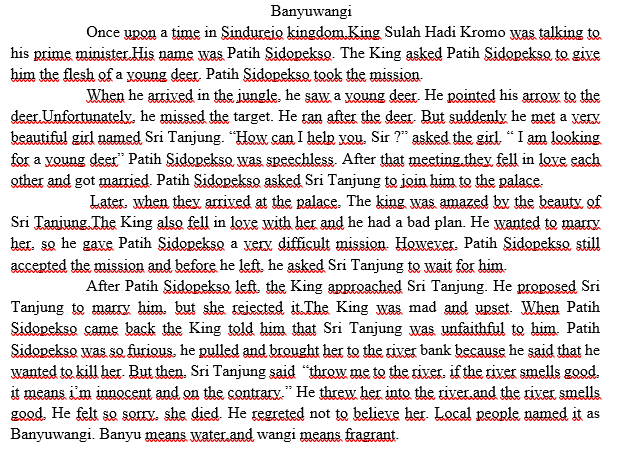 Banyuwangi
Once upon a time in Sindurejo kingdom,King Sulah Hadi Kromo was talking to
his prime minister.His name was Patih Sidopekso. The King asked Patih Sidopekso to give
him the flesh of a young deer. Patih Sidopekso took the mission.
When he arrived in the jungle, he saw a young deer. He pointed his arrow to the
deer.Unfortunately, he missed the target. He ran after the deer. But suddenly he met a very
beautiful girl named Sri Tanjung. “How can I help you, Sir ?” asked the girl. “ I am looking
for a young deer” Patih Sidopekso was speechless. After that meeting,they fell in love each
other and got married. Patih Sidopekso asked Sri Tanjung to join him to the palace.
Later, when they arrived at the palace, The king was amazed by the beauty of
Sri Tanjung.The King also fell in love with her and he had a bad plan. He wanted to marry
her, so he gave Patih Sidopekso a very difficult mission. However, Patih Sidopekso still
accepted the mission and before he left, he asked Sri Tanjung to wait for him.
After Patih Sidopekso left, the King approached Sri Tanjung. He proposed Sri
Tanjung to marry him, but she rejected it.The King was mad and upset. When Patih
Sidopekso came back the King told him that Sri Tanjung was unfaithful to him. Patih
Sidopekso was so furious, he pulled and brought her to the river bank because he said that he
wanted to kill her. But then, Sri Tanjung said “throw me to the river, if the river smells good,
it means i’m innocent and on the contrary.” He threw her into the river,and the river smells
good. He felt so sorry, she died. He regreted not to believe her. Local people named it as
Banyuwangi. Banyu means water,and wangi means fragrant.